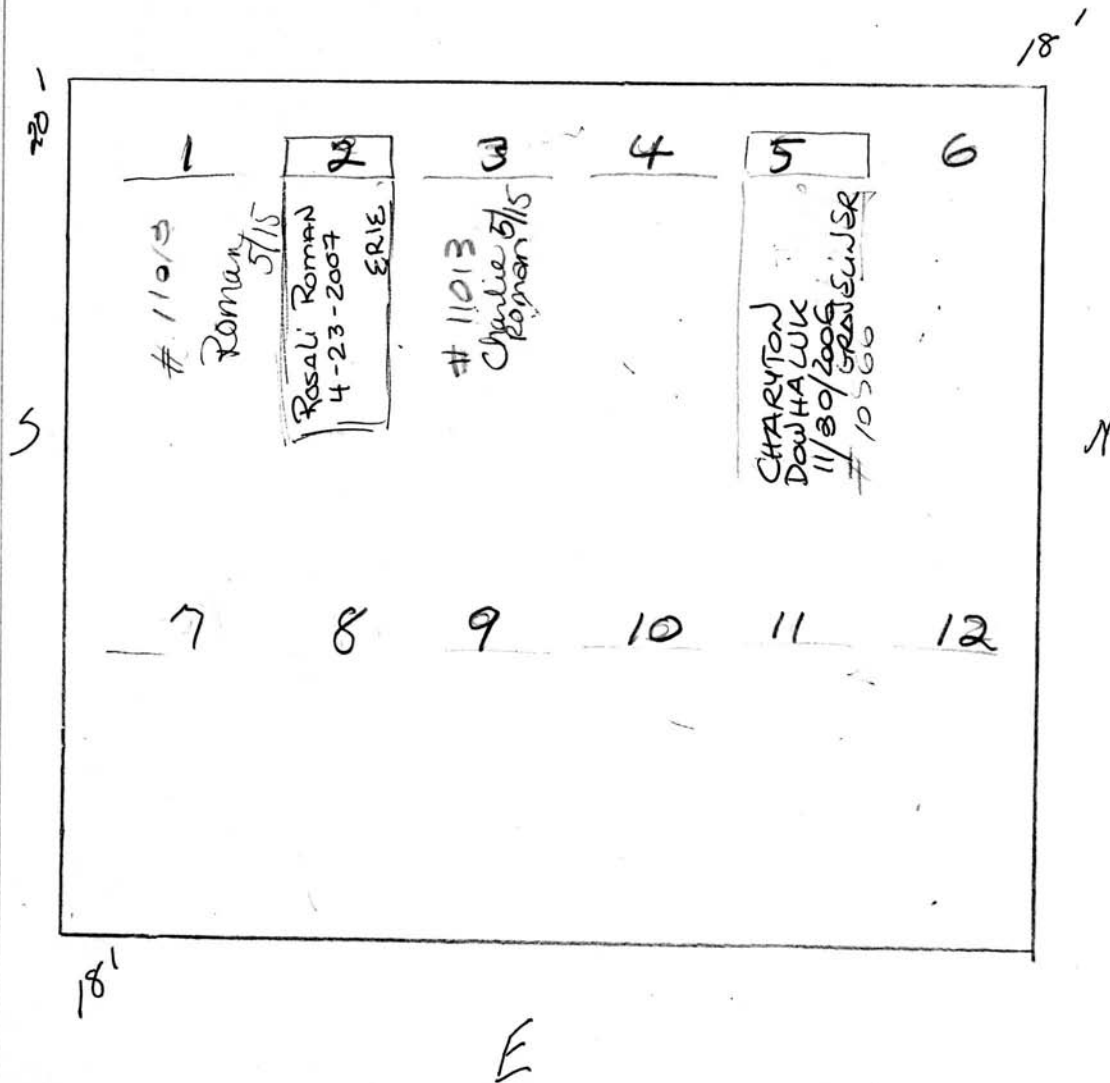 18'
20'
1 2 3 4 5 6
# 11013
Roman
5/15
Rosali Roman
4-23-2007
ERIE
# 11013
Charlie 5/15
Roman
CHARYTON
DOWHALUK
11/30/2006
# 10566
S
N
7 8 9 10 11 12
18'
E